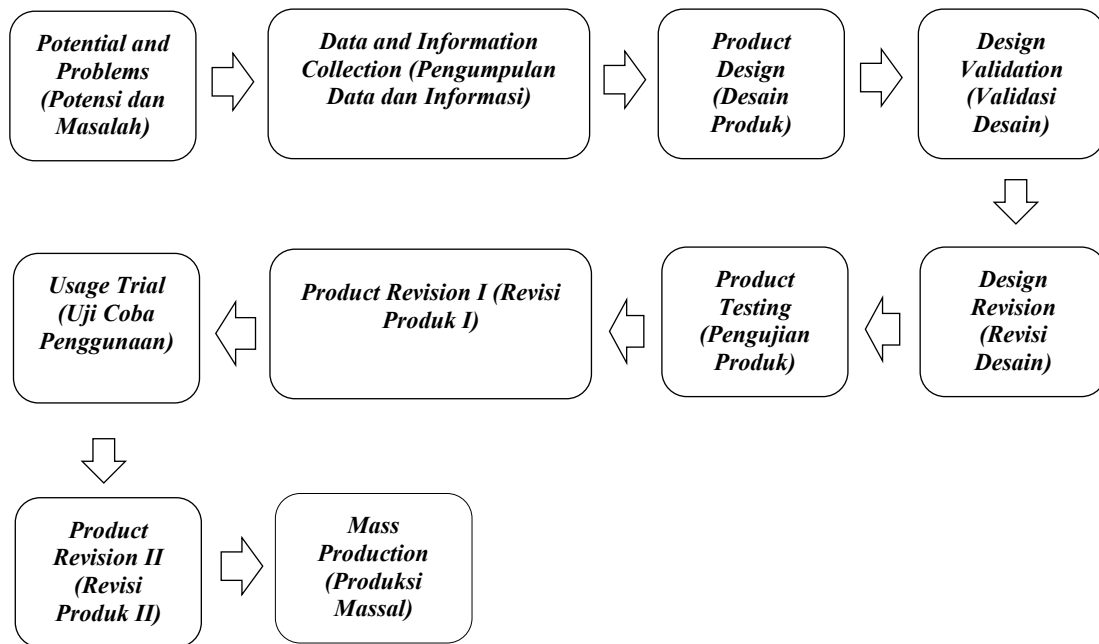 Potential and
Problems
(Potensi dan
Masalah)
Data and Information
Collection (Pengumpulan
Data dan Informasi)
Product
Design
(Desain
Produk)
Design
Validation
(Validasi
Desain)
Design
Revision
(Revisi
Desain)
Product
Testing
(Pengujian
Produk)
Product Revision I (Revisi
Produk I)
Usage Trial
(Uji Coba
Penggunaan)
Product
Revision II
(Revisi
Produk II)
Mass
Production
(Produksi
Massal)